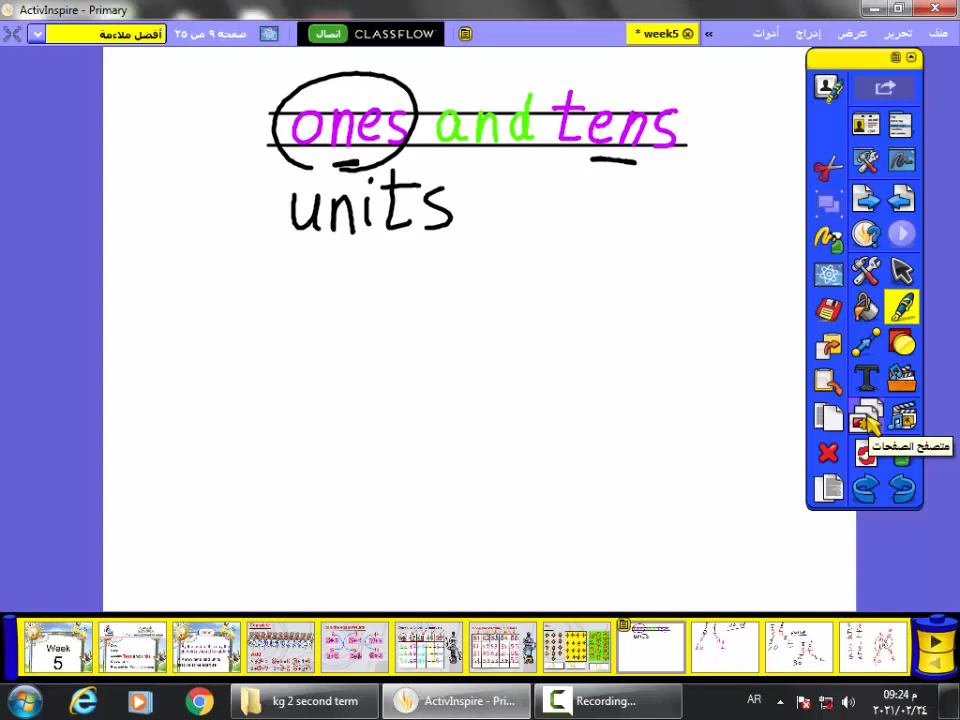 ActivInspire - Primary
أفضل ملاءمة
صفحة ٩ من ٢٥
اتصال CLASSFLOW
week5 *
«
أدوات إدراج عرض تحرير ملف
ones and tens
units
متصفح الصفحات
Week
5
kg 2 second term
ActivInspire - Pri...
Recording...
AR
09:24 م
٢٠٢١/٠٢/٢٤